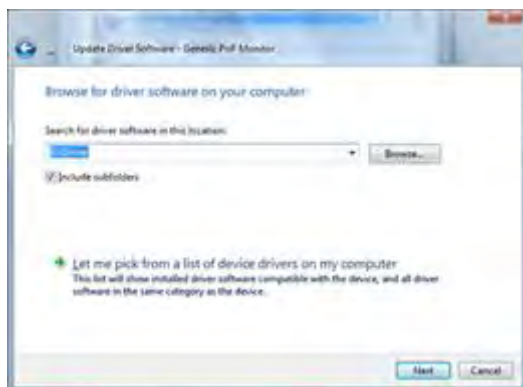 Update Driver Software - Generic PnP Monitor
Browse for driver software on your computer
Search for driver software in this location:
Browse...
Include subfolders
Let me pick from a list of device drivers on my computer
This list will show installed driver software compatible with the device, and all driver
software in the same category as the device.
Next
Cancel